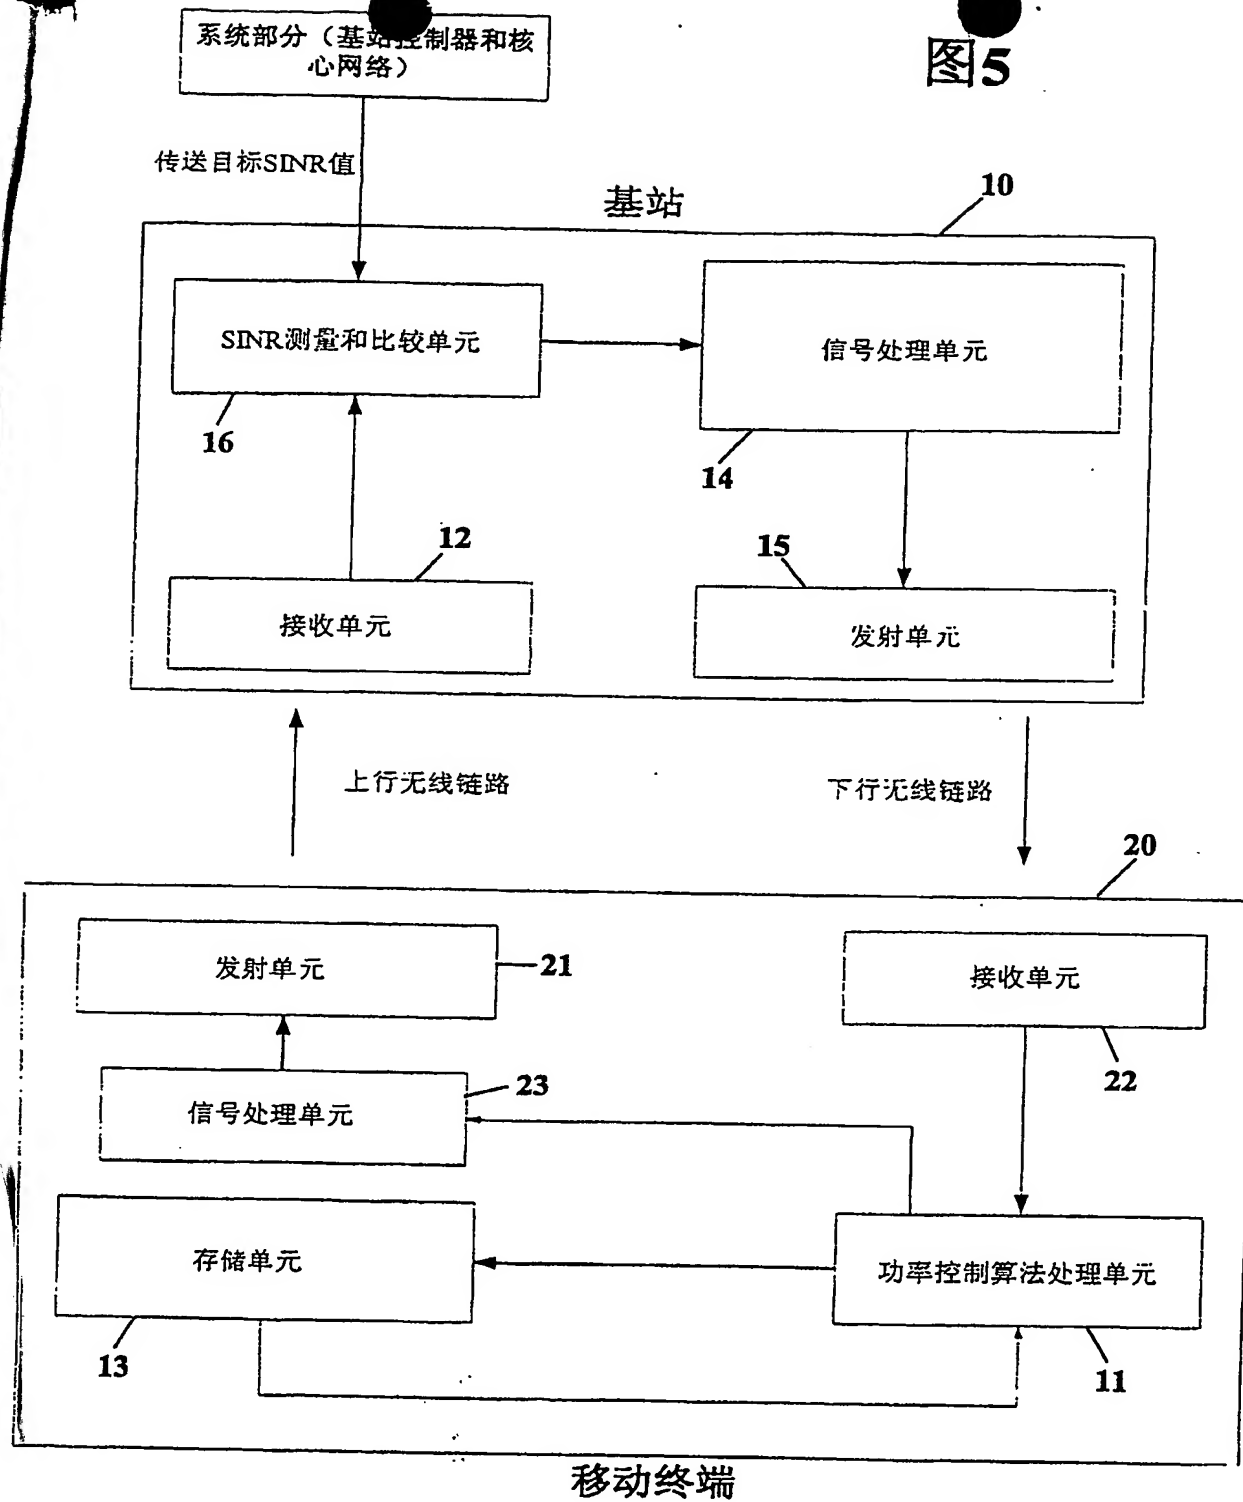 系统部分（基站控制器和核
心网络）
图5
传送目标SINR值
基站
10
SINR测量和比较单元
信号处理单元
16
14
12
15
接收单元
发射单元
上行无线链路
下行无线链路
20
发射单元
21
接收单元
信号处理单元
23
22
存储单元
功率控制算法处理单元
13
11
移动终端